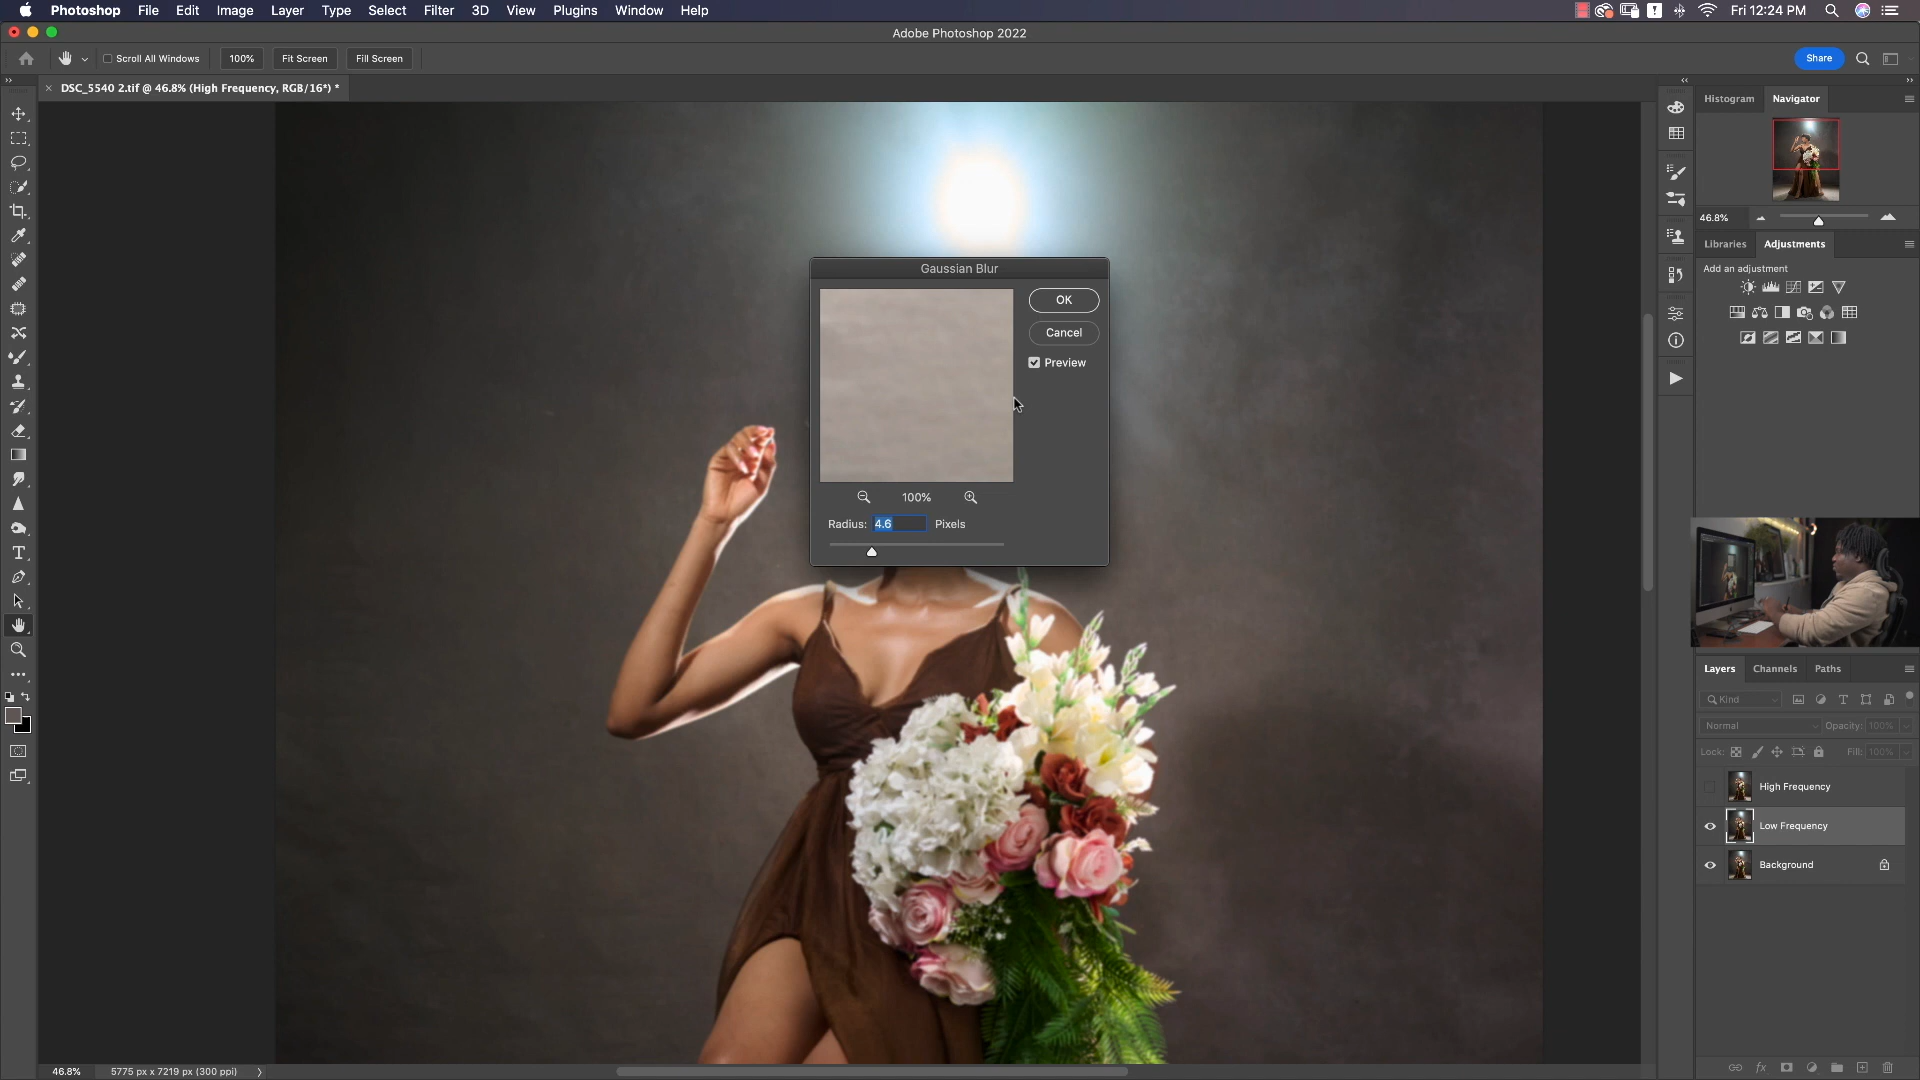 Photoshop File Edit Image Layer Type Select Filter 3D View Plugins Window Help
Fri 12:24 PM
Adobe Photoshop 2022
Scroll All Windows 100% Fit Screen Fill Screen
Share
DSC_5540 2.tif @ 46.8% (High Frequency, RGB/16*) *
Histogram Navigator
46.8%
Libraries Adjustments
Add an adjustment
Gaussian Blur
OK
Cancel
Preview
100%
Radius: 4.6 Pixels
Layers Channels Paths
Kind
Normal Opacity: 100%
Lock: Fill: 100%
High Frequency
Low Frequency
Background
fx
46.8% 5775 px x 7219 px (300 ppi)